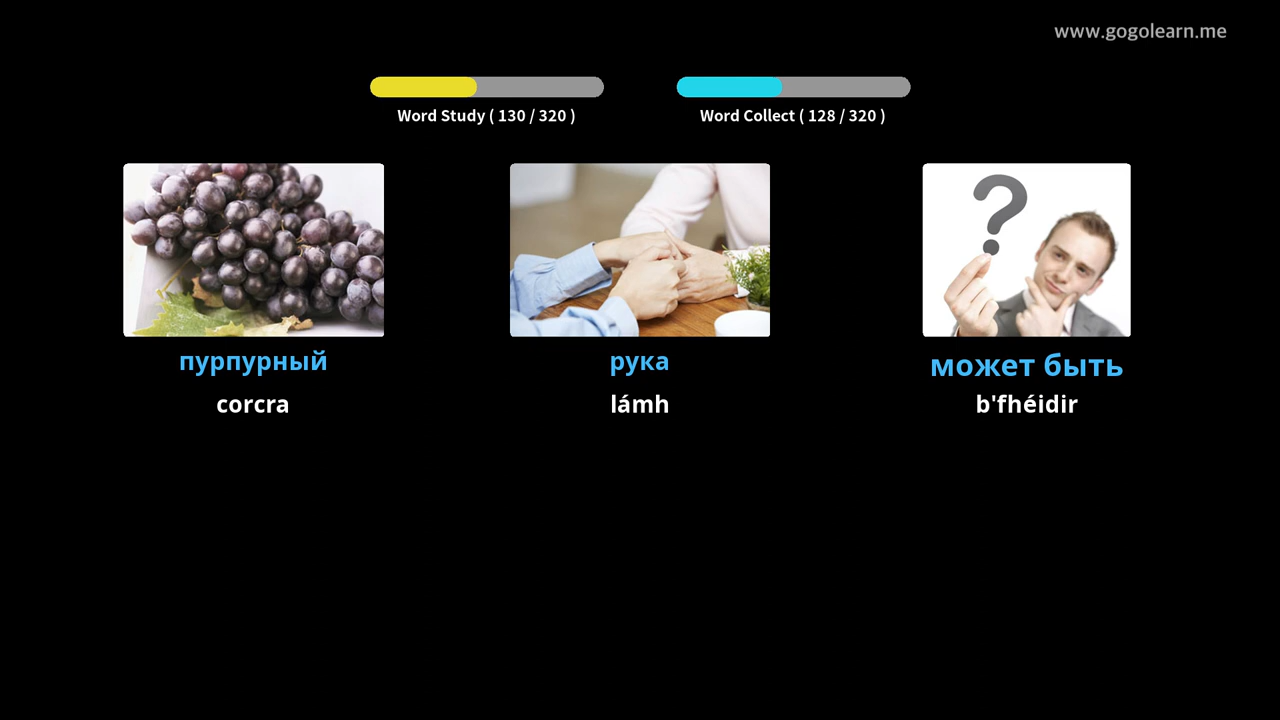 www.gogolearn.me
Word Study ( 130 / 320 )
Word Collect ( 128 / 320 )
пурпурный
corcra
рука
lámh
может быть
b'fhéidir